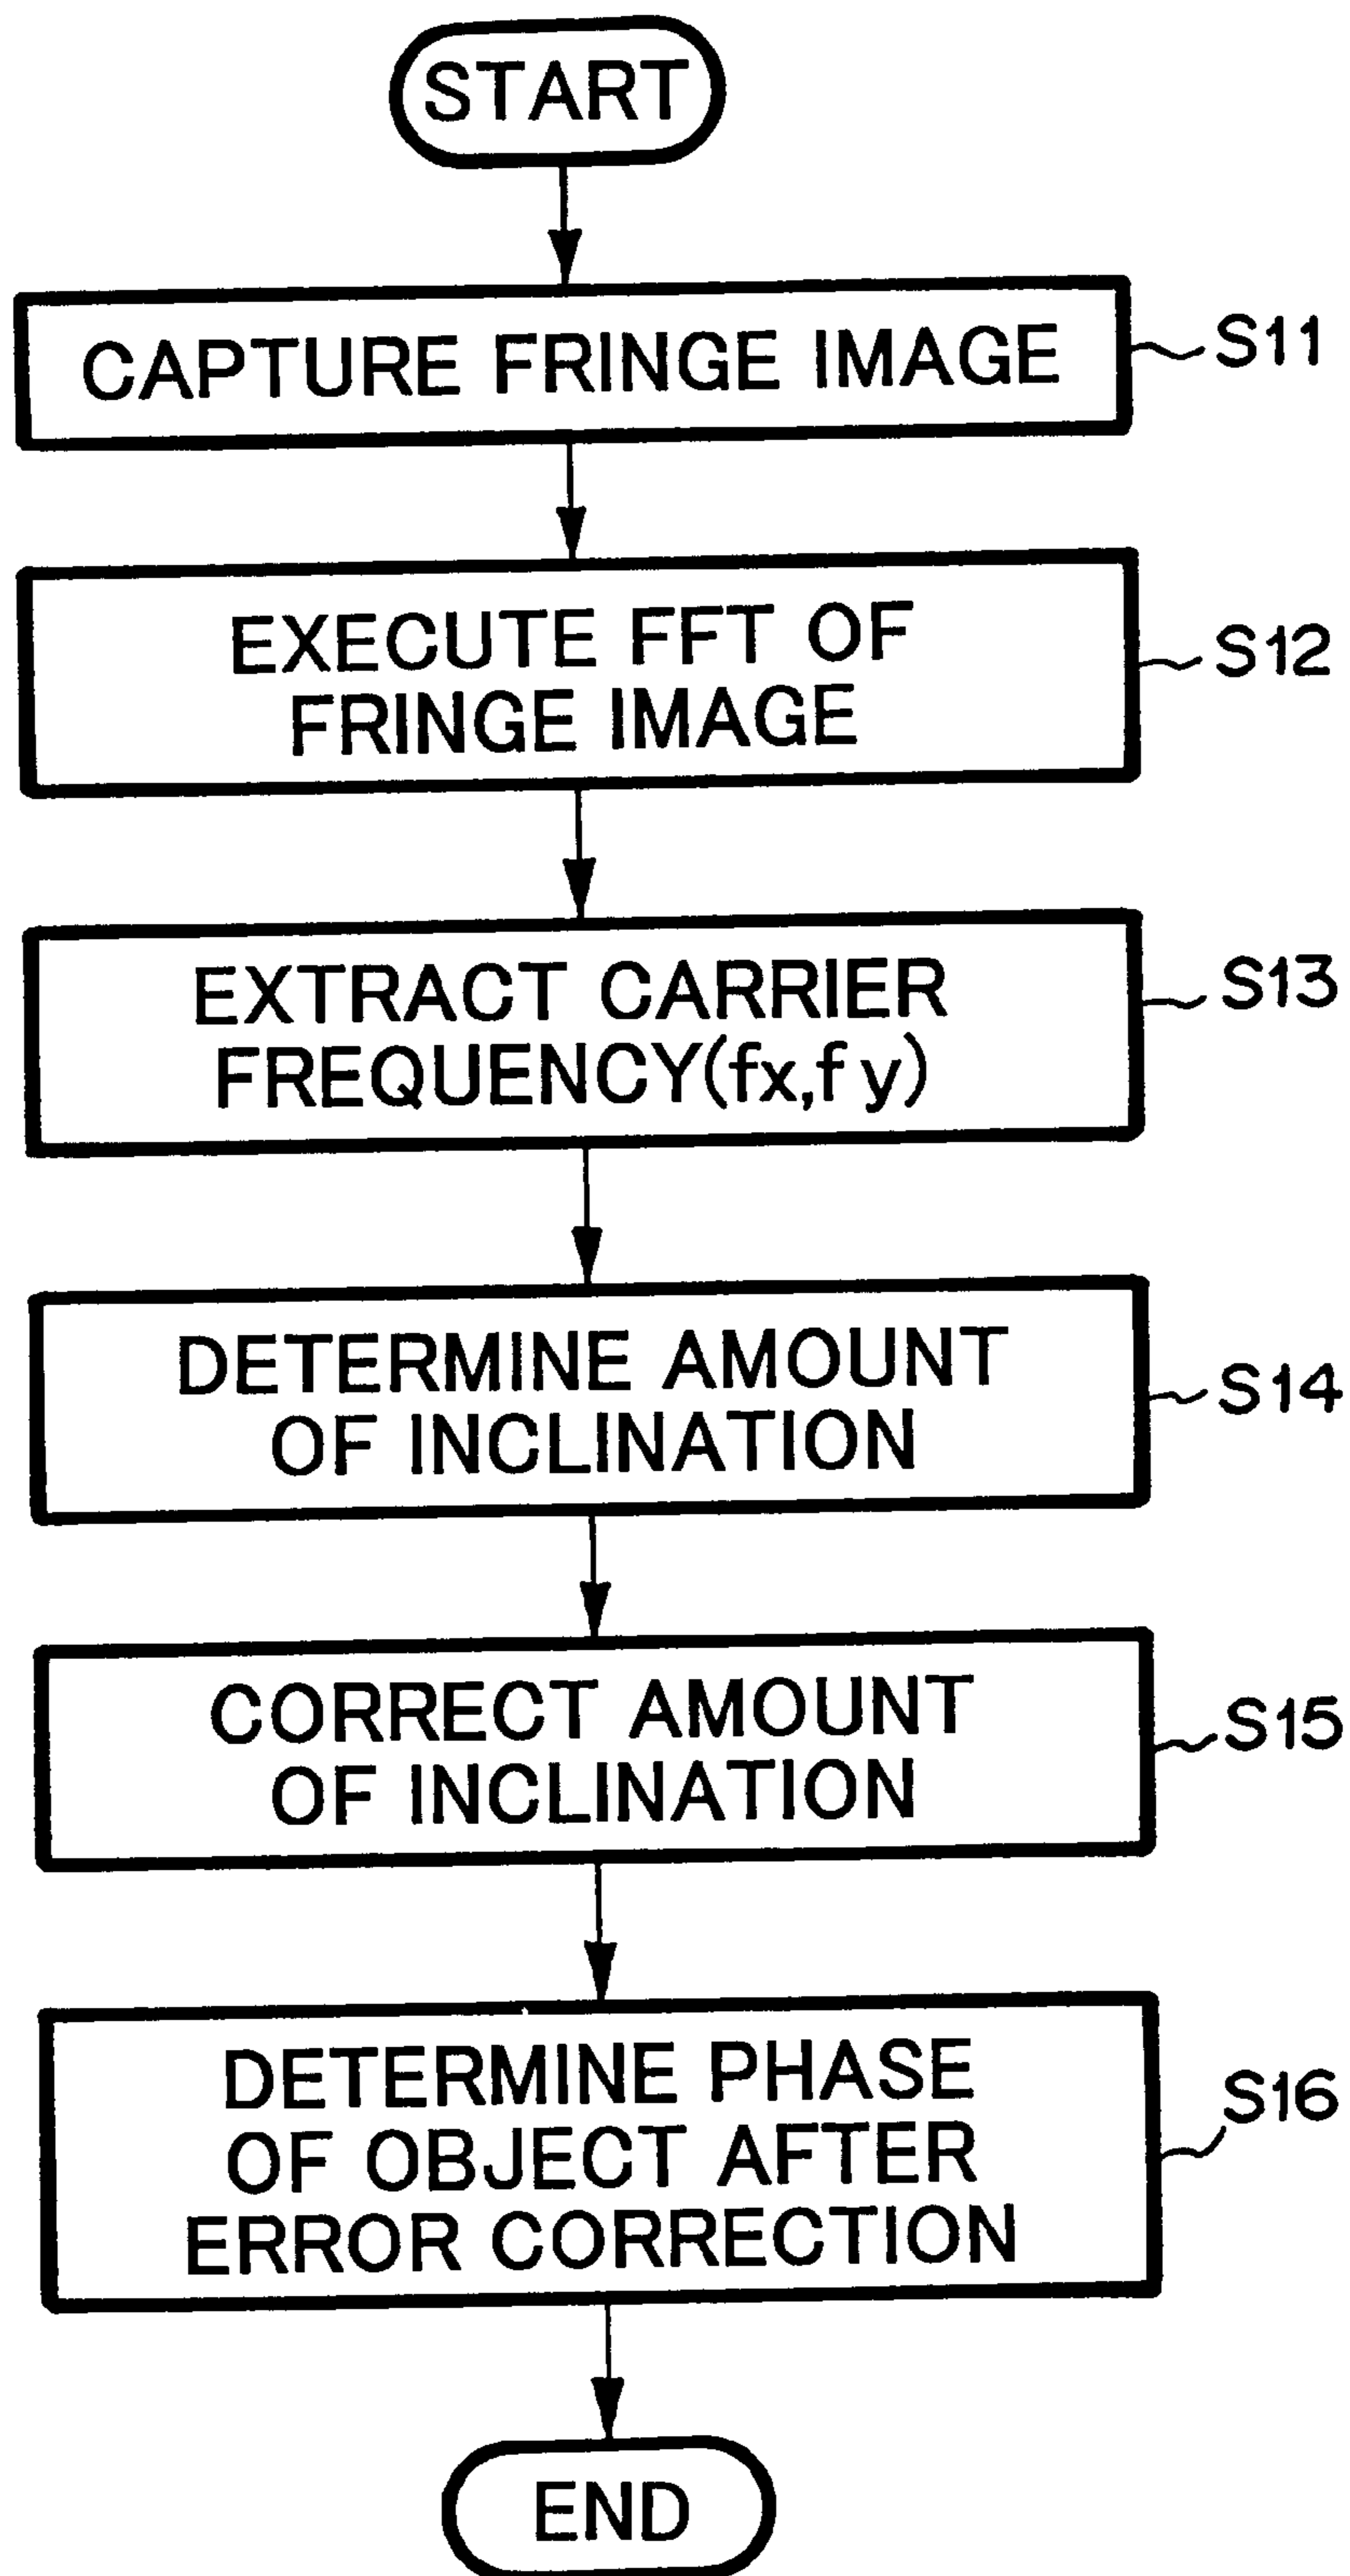 START
CAPTURE FRINGE IMAGE
S11
EXECUTE FFT OF
FRINGE IMAGE
S12
EXTRACT CARRIER
FREQUENCY(fx,fy)
S13
DETERMINE AMOUNT
OF INCLINATION
S14
CORRECT AMOUNT
OF INCLINATION
S15
DETERMINE PHASE
OF OBJECT AFTER
ERROR CORRECTION
S16
END